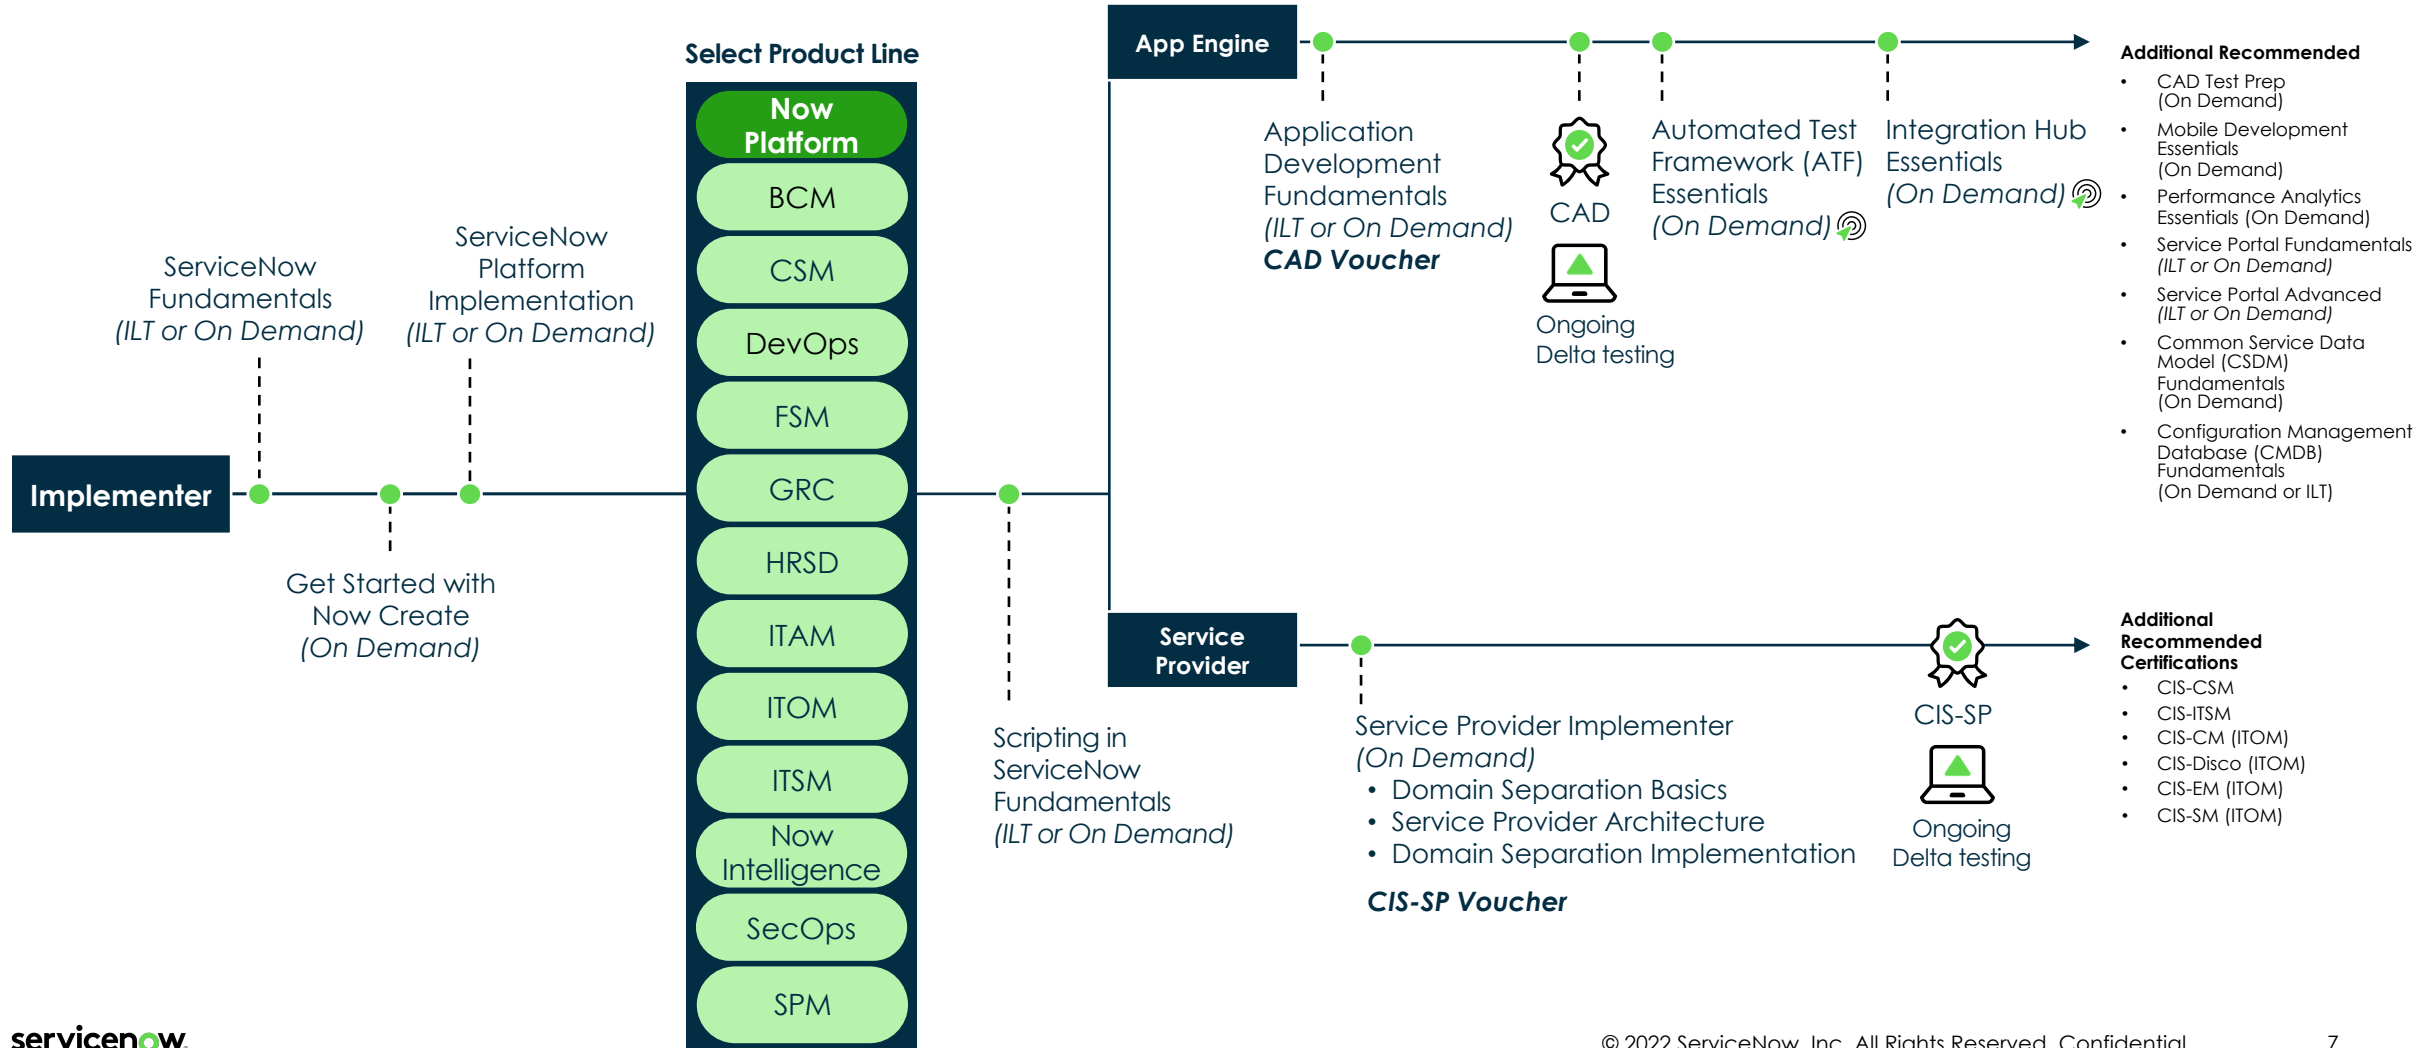 Implementer
ServiceNow
Fundamentals
(ILT or On Demand)
Get Started with
Now Create
(On Demand)
ServiceNow
Platform
Implementation
(ILT or On Demand)
Select Product Line
Now
Platform
BCM
CSM
DevOps
FSM
GRC
HRSD
ITAM
ITOM
ITSM
Now
Intelligence
SecOps
SPM
Scripting in
ServiceNow
Fundamentals
(ILT or On Demand)
App Engine
Application
Development
Fundamentals
(ILT or On Demand)
CAD Voucher
CAD
Ongoing
Delta testing
Automated Test
Framework (ATF)
Essentials
(On Demand)
Integration Hub
Essentials
(On Demand)
Additional Recommended
• CAD Test Prep
(On Demand)
• Mobile Development
Essentials
(On Demand)
• Performance Analytics
Essentials (On Demand)
• Service Portal Fundamentals
(ILT or On Demand)
• Service Portal Advanced
(ILT or On Demand)
• Common Service Data
Model (CSDM)
Fundamentals
(On Demand)
• Configuration Management
Database (CMDB)
Fundamentals
(On Demand or ILT)
Service
Provider
Service Provider Implementer
(On Demand)
• Domain Separation Basics
• Service Provider Architecture
• Domain Separation Implementation
CIS-SP Voucher
CIS-SP
Ongoing
Delta testing
Additional
Recommended
Certifications
• CIS-CSM
• CIS-ITSM
• CIS-CM (ITOM)
• CIS-Disco (ITOM)
• CIS-EM (ITOM)
• CIS-SM (ITOM)
servicenow.
© 2022 ServiceNow, Inc. All Rights Reserved. Confidential.
7